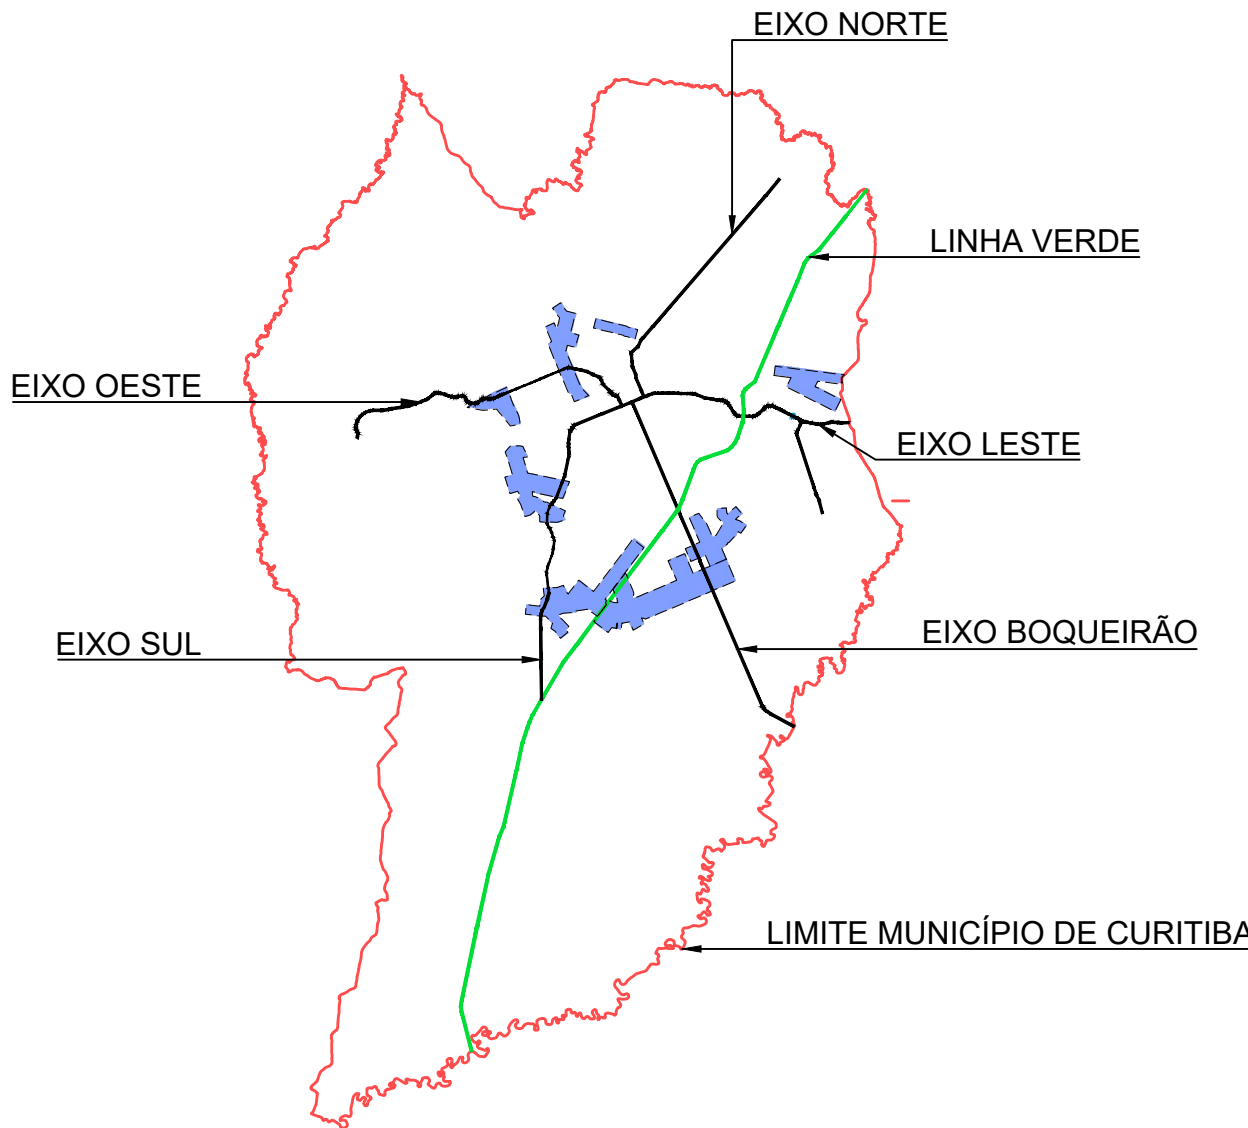 EIXO NORTE
LINHA VERDE
EIXO OESTE
EIXO LESTE
EIXO BOQUEIRÃO
EIXO SUL
LIMITE MUNICÍPIO DE CURITIBA